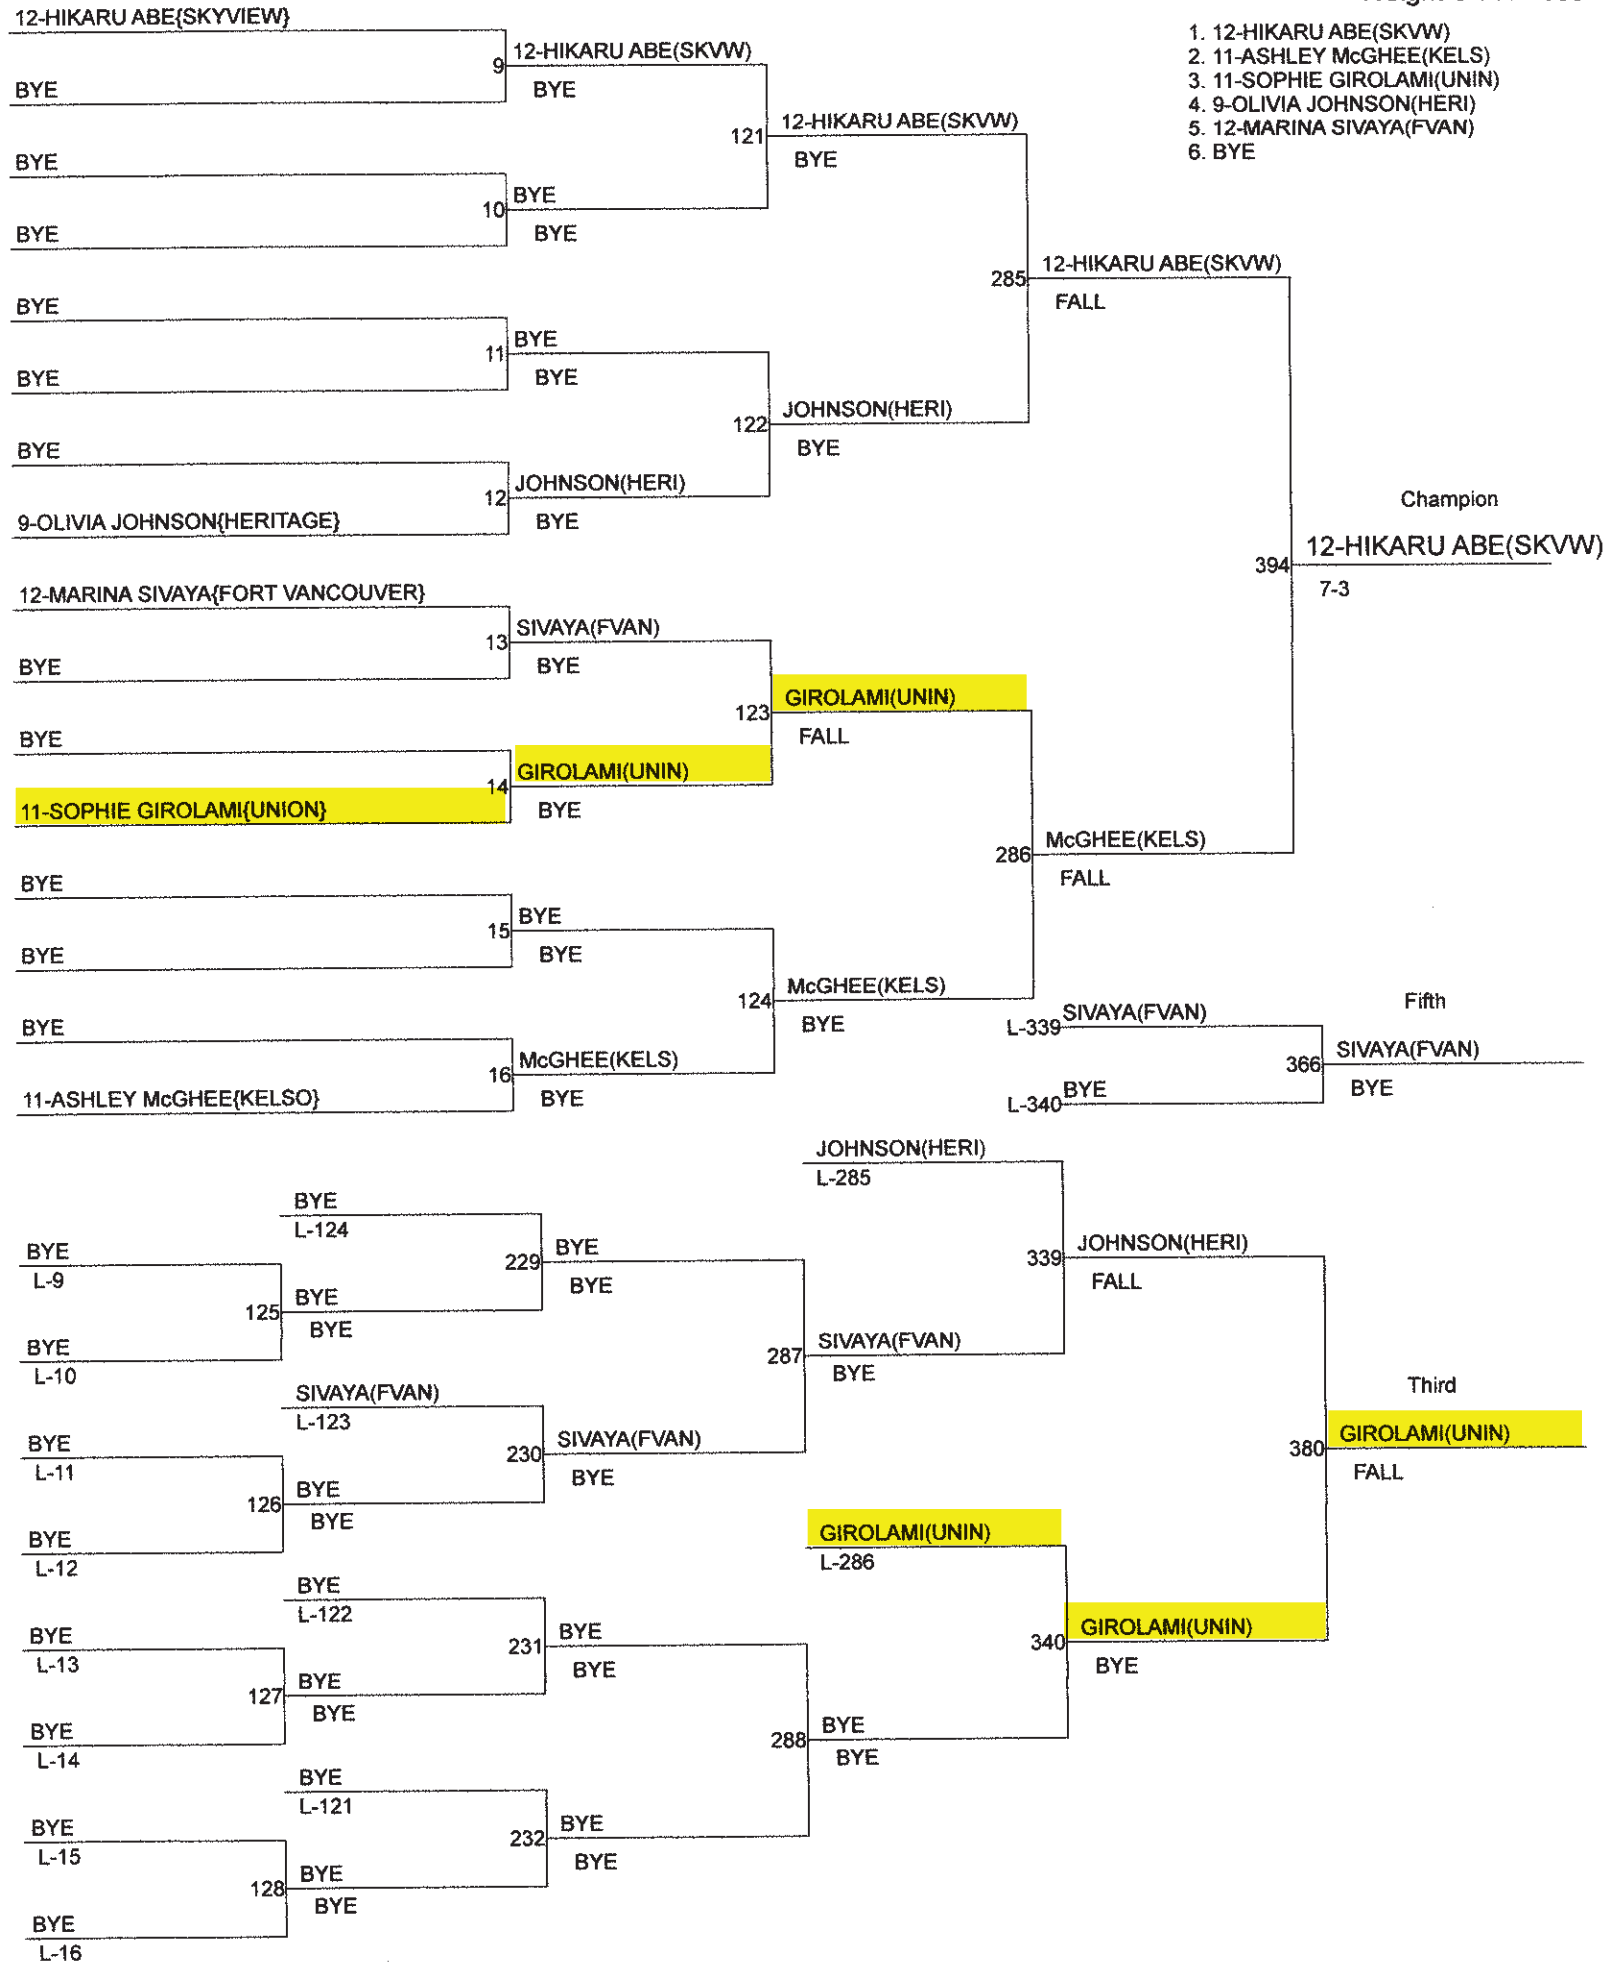 12-HIKARU ABE{SKYVIEW}
BYE
BYE
BYE
BYE
BYE
BYE
9-OLIVIA JOHNSON{HERITAGE}
12-MARINA SIVAYA{FORT VANCOUVER}
BYE
BYE
11-SOPHIE GIROLAMI{UNION}
BYE
BYE
BYE
11-ASHLEY McGHEE{KELSO}
9 12-HIKARU ABE(SKVW)
BYE
10 BYE
BYE
11 BYE
BYE
12 JOHNSON(HERI)
BYE
13 SIVAYA(FVAN)
BYE
14 GIROLAMI(UNIN)
BYE
15 BYE
BYE
16 McGHEE(KELS)
BYE
121 12-HIKARU ABE(SKVW)
BYE
122 JOHNSON(HERI)
BYE
123 GIROLAMI(UNIN)
FALL
124 McGHEE(KELS)
BYE
285 12-HIKARU ABE(SKVW)
FALL
286 McGHEE(KELS)
FALL
1. 12-HIKARU ABE(SKVW)
2. 11-ASHLEY McGHEE(KELS)
3. 11-SOPHIE GIROLAMI(UNIN)
4. 9-OLIVIA JOHNSON(HERI)
5. 12-MARINA SIVAYA(FVAN)
6. BYE
Champion
394 12-HIKARU ABE(SKVW)
7-3
L-339 SIVAYA(FVAN)
L-340 BYE
Fifth
366 SIVAYA(FVAN)
BYE
BYE
L-9
BYE
L-10
BYE
L-11
BYE
L-12
BYE
L-13
BYE
L-14
BYE
L-15
BYE
L-16
BYE
L-124
125 BYE
BYE
SIVAYA(FVAN)
L-123
126 BYE
BYE
BYE
L-122
127 BYE
BYE
BYE
L-121
128 BYE
BYE
229 BYE
BYE
230 SIVAYA(FVAN)
BYE
231 BYE
BYE
232 BYE
BYE
JOHNSON(HERI)
L-285
287 SIVAYA(FVAN)
BYE
GIROLAMI(UNIN)
L-286
288 BYE
BYE
339 JOHNSON(HERI)
FALL
340 GIROLAMI(UNIN)
BYE
Third
380 GIROLAMI(UNIN)
FALL